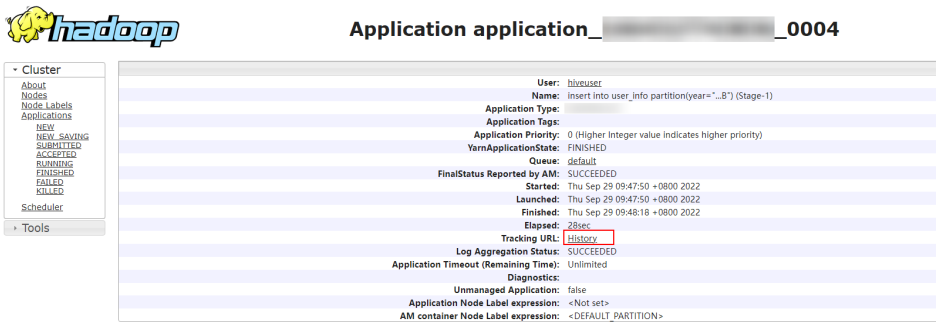 hadoop
Application application_ _0004
Cluster
About
Nodes
Node Labels
Applications
NEW
NEW_SAVING
SUBMITTED
ACCEPTED
RUNNING
FINISHED
FAILED
KILLED
Scheduler
Tools
User: hiveuser
Name: insert into user_info partition(year="...B") (Stage-1)
Application Type:
Application Tags:
Application Priority: 0 (Higher Integer value indicates higher priority)
YarnApplicationState: FINISHED
Queue: default
FinalStatus Reported by AM: SUCCEEDED
Started: Thu Sep 29 09:47:50 +0800 2022
Launched: Thu Sep 29 09:47:50 +0800 2022
Finished: Thu Sep 29 09:48:18 +0800 2022
Elapsed: 28sec
Tracking URL: History
Log Aggregation Status: SUCCEEDED
Application Timeout (Remaining Time): Unlimited
Diagnostics:
Unmanaged Application: false
Application Node Label expression: <Not set>
AM container Node Label expression: <DEFAULT_PARTITION>